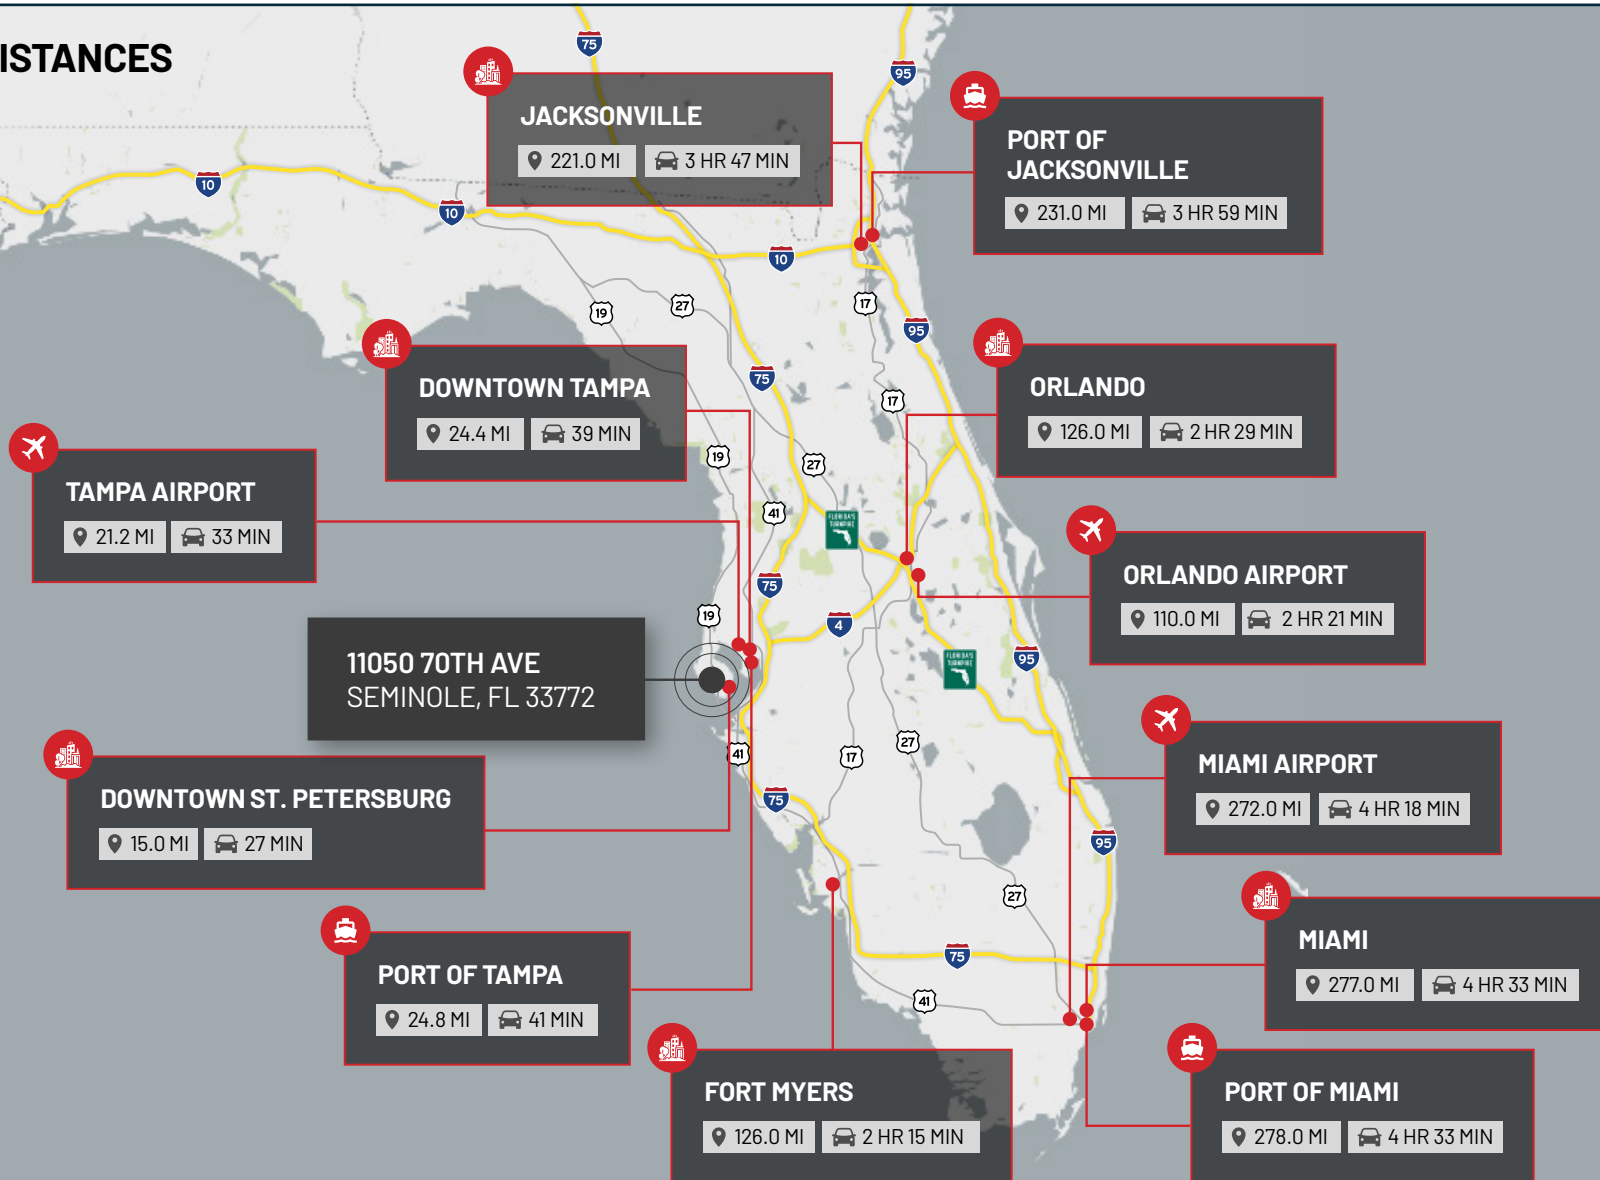 ISTANCES
75
95
JACKSONVILLE
221.0 MI
3 HR 47 MIN
PORT OF
JACKSONVILLE
231.0 MI
3 HR 59 MIN
10
10
10
19
27
17
95
DOWNTOWN TAMPA
24.4 MI
39 MIN
75
17
ORLANDO
126.0 MI
2 HR 29 MIN
TAMPA AIRPORT
21.2 MI
33 MIN
19
27
41
FLORIDA'S
TURNPIKE
ORLANDO AIRPORT
110.0 MI
2 HR 21 MIN
75
19
4
11050 70TH AVE
SEMINOLE, FL 33772
FLORIDA'S
TURNPIKE
95
41
17
27
MIAMI AIRPORT
272.0 MI
4 HR 18 MIN
DOWNTOWN ST. PETERSBURG
15.0 MI
27 MIN
75
95
27
MIAMI
277.0 MI
4 HR 33 MIN
PORT OF TAMPA
24.8 MI
41 MIN
75
41
FORT MYERS
126.0 MI
2 HR 15 MIN
PORT OF MIAMI
278.0 MI
4 HR 33 MIN